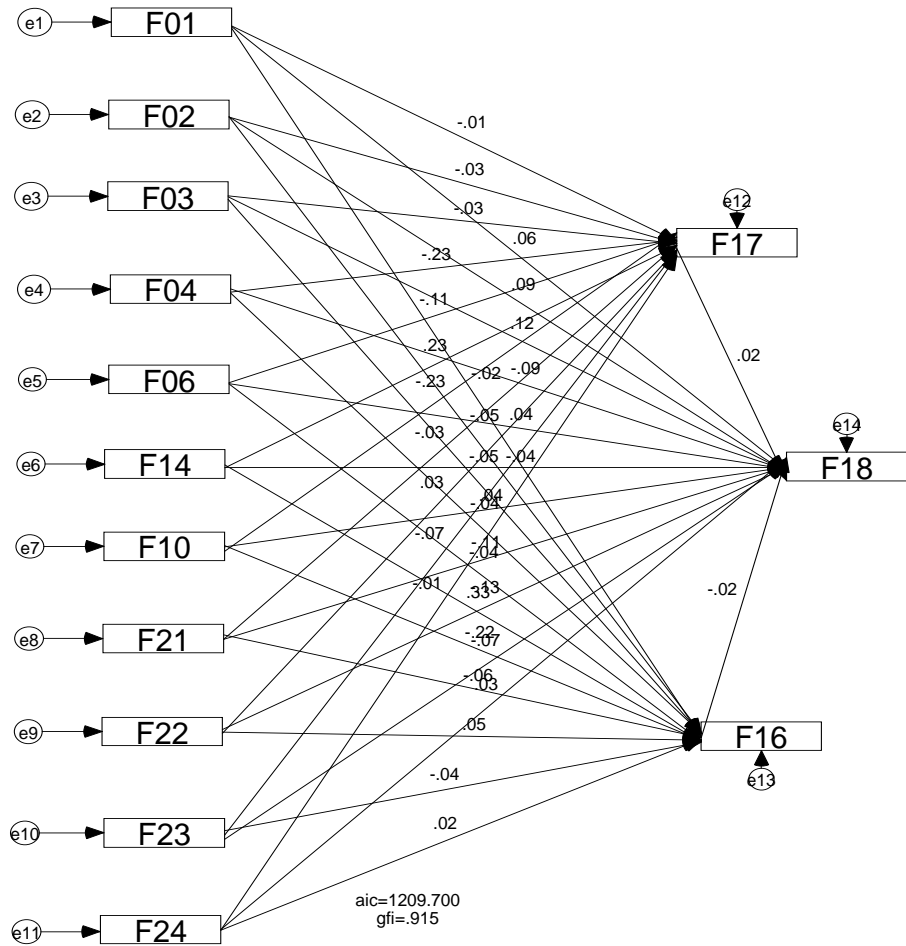 e1
F01
e2
F02
-.01
-.03
e3
F03
e12
-.03
.06
F17
-.23
e4
F04
.09
-.11
.12
.23
.02
e5
F06
-.23
-.02
-.09
-.05
.04
e14
-.03
e6
F14
-.05
-.04
F18
.03
.04
-.04
e7
F10
-.07
-.11
-.04
-.01
.33
-.13
-.02
e8
F21
-.22
-.07
-.06
.03
e9
F22
.05
F16
-.04
e13
e10
F23
.02
aic=1209.700
gfi=.915
e11
F24